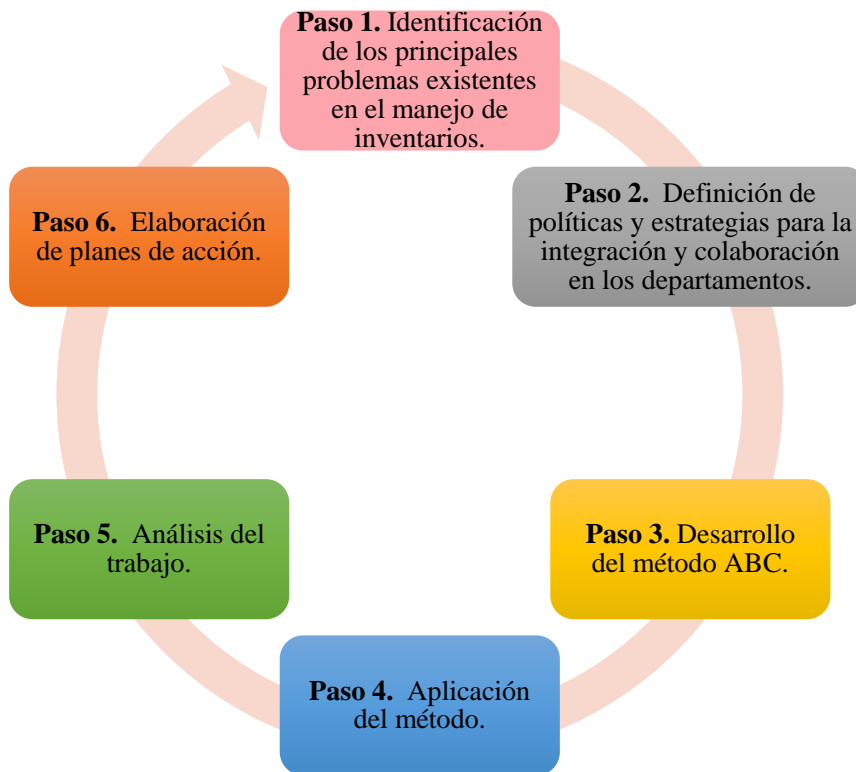 Paso 1. Identificación
de los principales
problemas existentes
en el manejo de
inventarios.
Paso 2. Definición de
políticas y estrategias para la
integración y colaboración
en los departamentos.
Paso 3. Desarrollo
del método ABC.
Paso 4. Aplicación
del método.
Paso 5. Análisis del
trabajo.
Paso 6. Elaboración
de planes de acción.